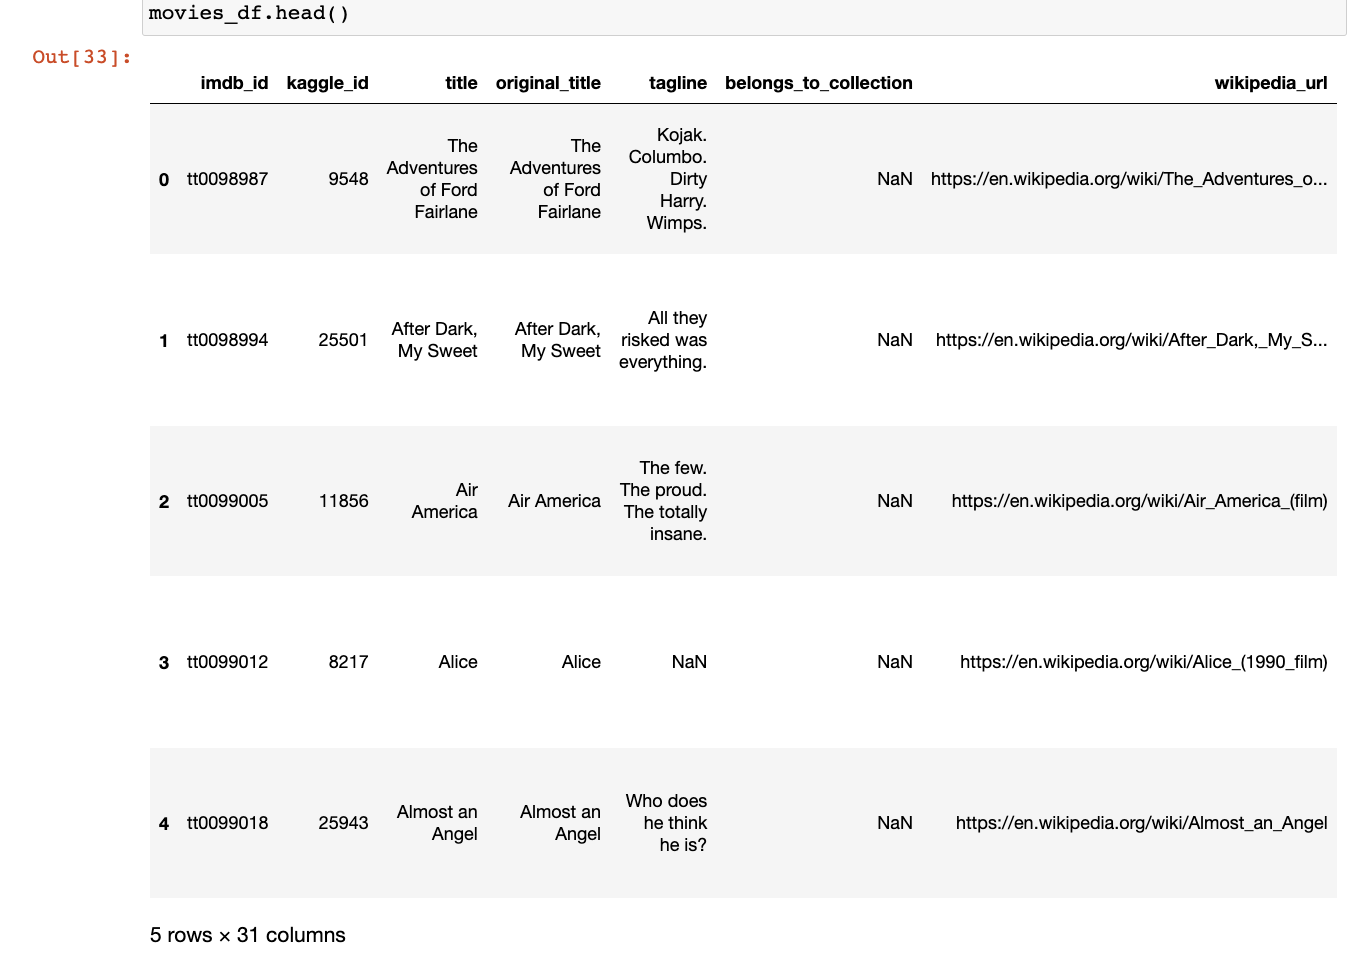 movies_df.head()
Out[33]:
imdb_id kaggle_id title original_title tagline belongs_to_collection wikipedia_url
0 tt0098987 9548 The Adventures of Ford Fairlane The Adventures of Ford Fairlane Kojak. Columbo. Dirty Harry. Wimps. NaN https://en.wikipedia.org/wiki/The_Adventures_o...
1 tt0098994 25501 After Dark, My Sweet After Dark, My Sweet All they risked was everything. NaN https://en.wikipedia.org/wiki/After_Dark,_My_S...
2 tt0099005 11856 Air America Air America The few. The proud. The totally insane. NaN https://en.wikipedia.org/wiki/Air_America_(film)
3 tt0099012 8217 Alice Alice NaN NaN https://en.wikipedia.org/wiki/Alice_(1990_film)
4 tt0099018 25943 Almost an Angel Almost an Angel Who does he think he is? NaN https://en.wikipedia.org/wiki/Almost_an_Angel
5 rows × 31 columns